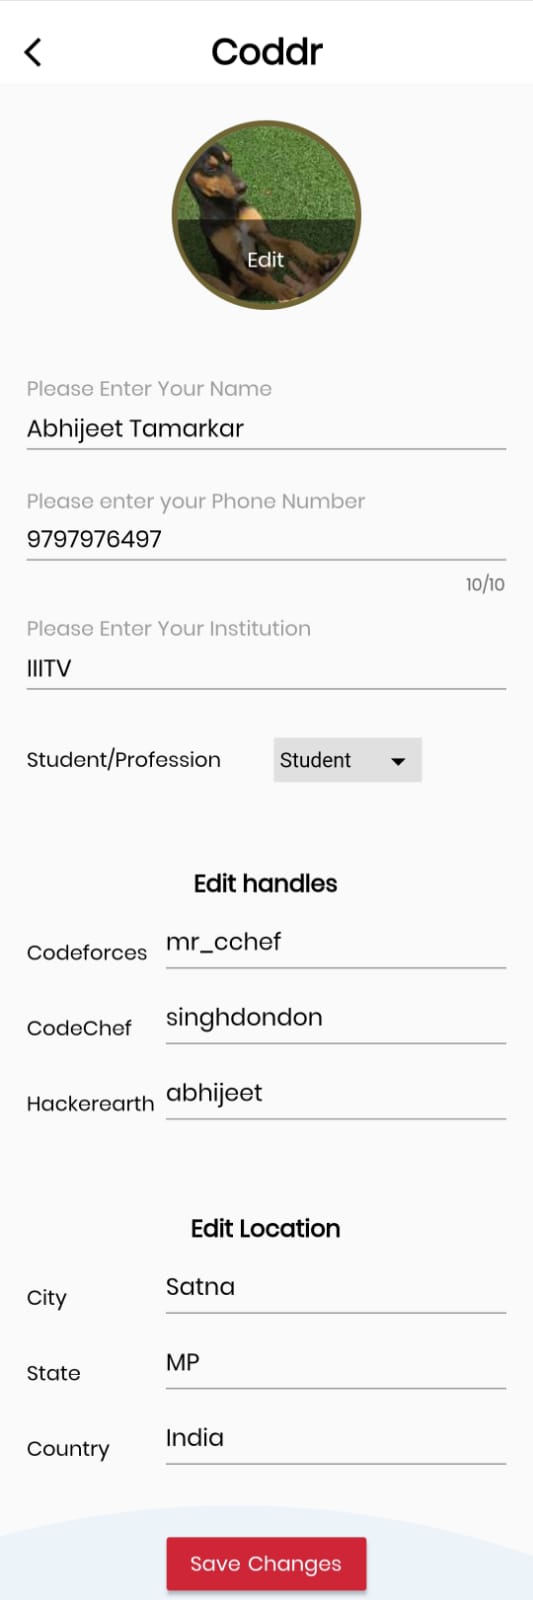 Coddr
Edit
Please Enter Your Name
Abhijeet Tamarkar
Please enter your Phone Number
9797976497
10/10
Please Enter Your Institution
IIITV
Student/Profession Student
Edit handles
Codeforces mr_cchef
CodeChef singhdondon
Hackerearth abhijeet
Edit Location
City Satna
State MP
Country India
Save Changes